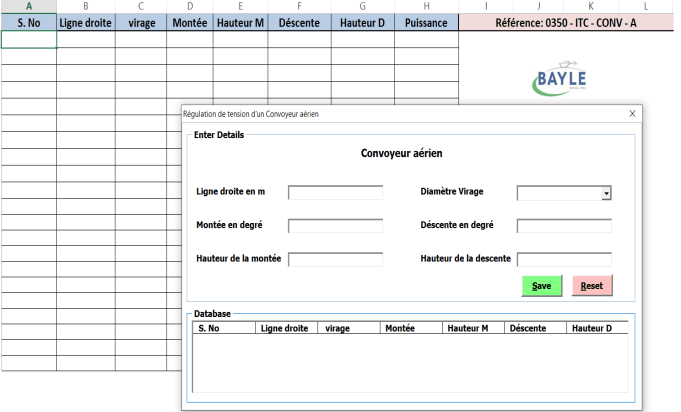 A B C D E F G H I J K L
S. No Ligne droite virage Montée Hauteur M Déscente Hauteur D Puissance Référence: 0350 - ITC - CONV - A
BAYLE
Régulation de tension d'un Convoyeur aérien X
Enter Details
Convoyeur aérien
Ligne droite en m Diamètre Virage
Montée en degré Déscente en degré
Hauteur de la montée Hauteur de la descente
Save Reset
Database
S. No Ligne droite virage Montée Hauteur M Déscente Hauteur D